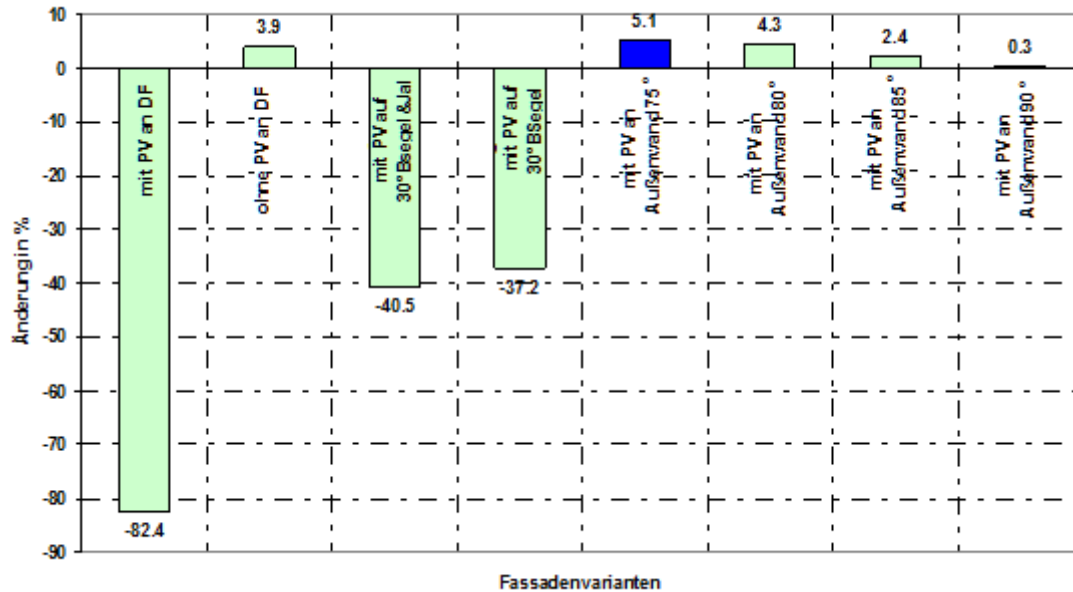 10
0
-10
-20
-30
-40
-50
-60
-70
-80
-90
Änderung in %
-82.4
3.9
-40.5
-37.2
5.1
4.3
2.4
0.3
mit PV an DF
ohne PV an DF
mit PV auf
30° Bsegel &Jal
mit PV auf
30° BSegel
mit PV an
Außenwand 75°
mit PV an
Außenwand 80°
mit PV an
Außenwand 85°
mit PV an
Außenwand 90°
Fassadenvarianten